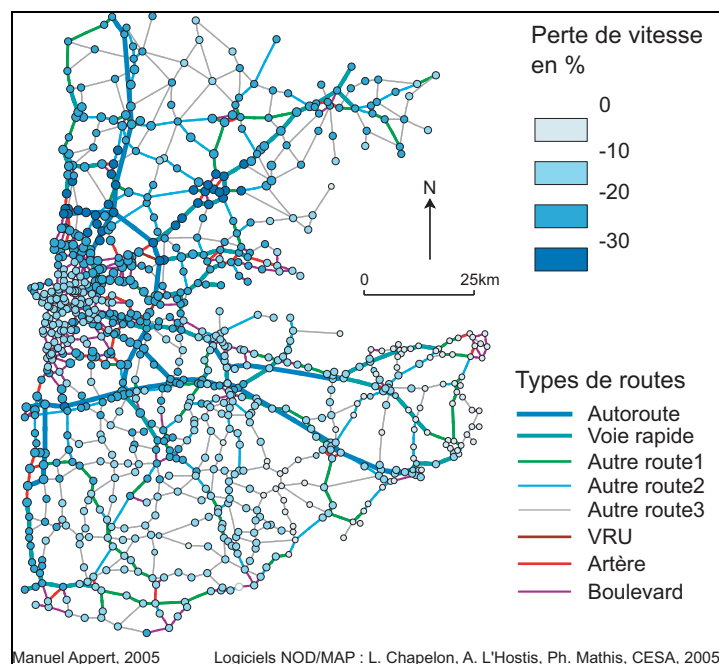 Perte de vitesse
en %
0
-10
-20
-30
N
0
25km
Types de routes
Autoroute
Voie rapide
Autre route1
Autre route2
Autre route3
VRU
Artère
Boulevard
Manuel Appert, 2005
Logiciels NOD/MAP : L. Chapelon, A. L'Hostis, Ph. Mathis, CESA, 2005